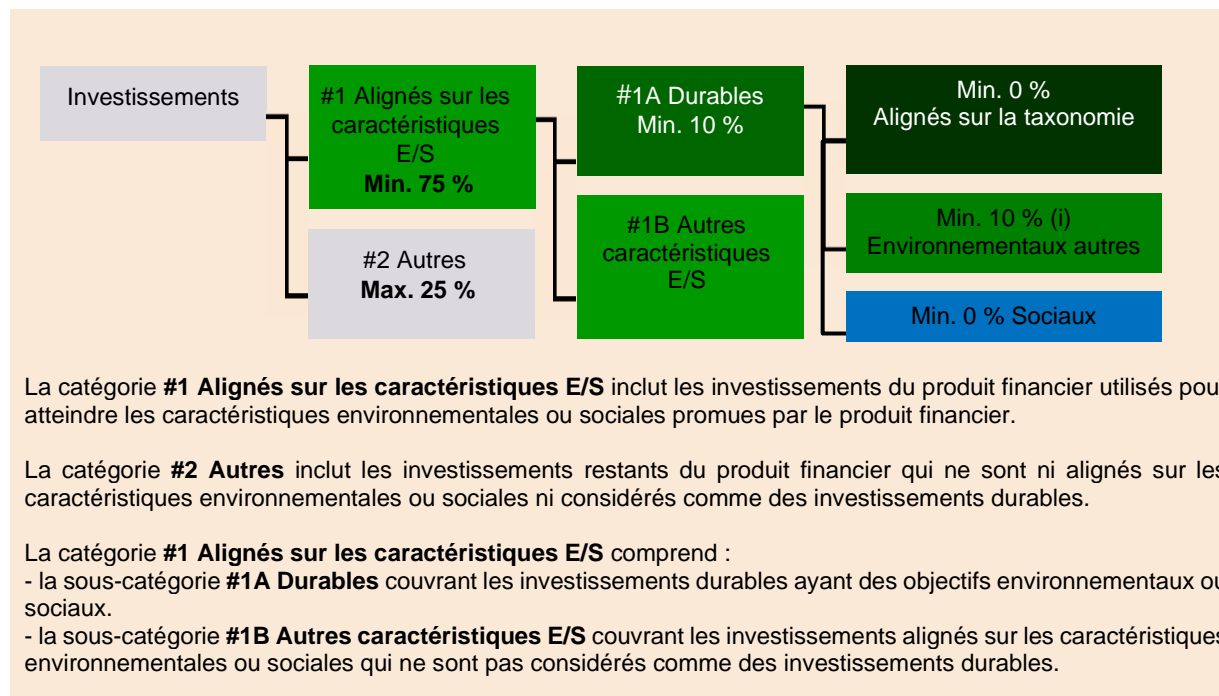 Investissements
#1 Alignés sur les
caractéristiques
E/S
Min. 75 %
#2 Autres
Max. 25 %
#1A Durables
Min. 10 %
#1B Autres
caractéristiques
E/S
Min. 0 %
Alignés sur la taxonomie
Min. 10 % (i)
Environnementaux autres
Min. 0 % Sociaux
La catégorie #1 Alignés sur les caractéristiques E/S inclut les investissements du produit financier utilisés pou
atteindre les caractéristiques environnementales ou sociales promues par le produit financier.
La catégorie #2 Autres inclut les investissements restants du produit financier qui ne sont ni alignés sur les
caractéristiques environnementales ou sociales ni considérés comme des investissements durables.
La catégorie #1 Alignés sur les caractéristiques E/S comprend :
- la sous-catégorie #1A Durables couvrant les investissements durables ayant des objectifs environnementaux ou
sociaux.
- la sous-catégorie #1B Autres caractéristiques E/S couvrant les investissements alignés sur les caractéristiques
environnementales ou sociales qui ne sont pas considérés comme des investissements durables.